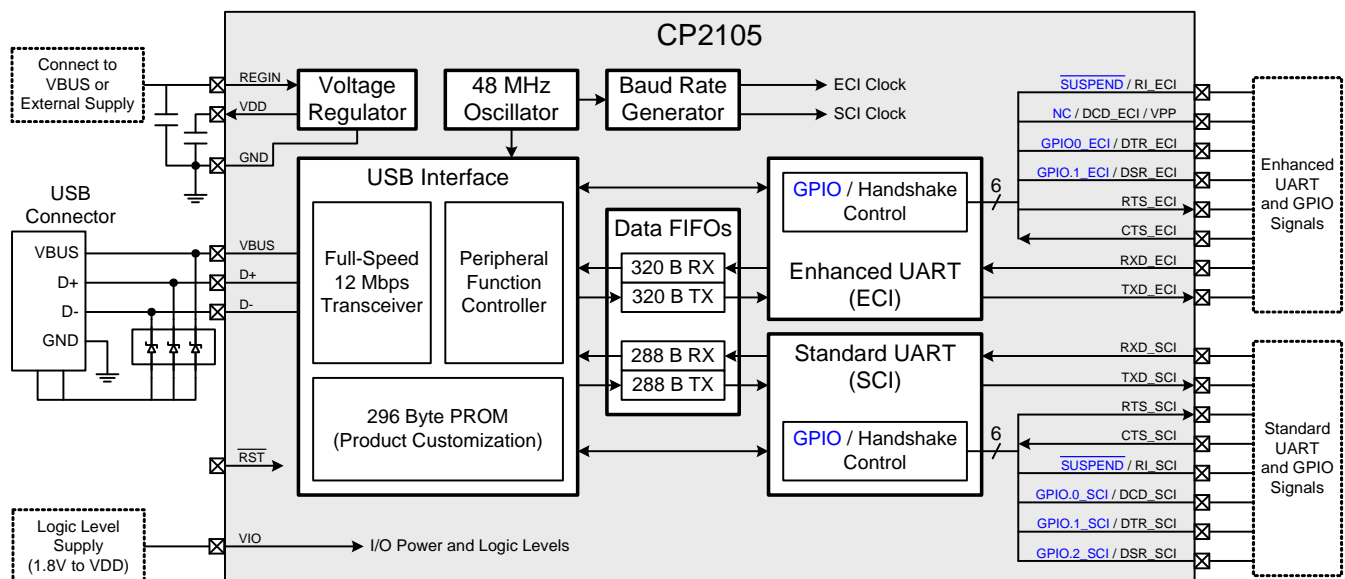 CP2105
Connect to
VBUS or
External Supply
REGIN
VDD
GND
Voltage
Regulator
48 MHz
Oscillator
Baud Rate
Generator
ECI Clock
SCI Clock
USB
Connector
VBUS
D+
D-
GND
VBUS
D+
D-
USB Interface
Full-Speed
12 Mbps
Transceiver
Peripheral
Function
Controller
296 Byte PROM
(Product Customization)
Data FIFOs
320 B RX
320 B TX
288 B RX
288 B TX
GPIO / Handshake
Control
6
Enhanced UART
(ECI)
Standard UART
(SCI)
GPIO / Handshake
Control
6
SUSPEND / RI_ECI
NC / DCD_ECI / VPP
GPIO0_ECI / DTR_ECI
GPIO.1_ECI / DSR_ECI
RTS_ECI
CTS_ECI
RXD_ECI
TXD_ECI
Enhanced
UART
and GPIO
Signals
RXD_SCI
TXD_SCI
RTS_SCI
CTS_SCI
SUSPEND / RI_SCI
GPIO.0_SCI / DCD_SCI
GPIO.1_SCI / DTR_SCI
GPIO.2_SCI / DSR_SCI
Standard
UART
and GPIO
Signals
RST
Logic Level
Supply
(1.8V to VDD)
VIO
I/O Power and Logic Levels